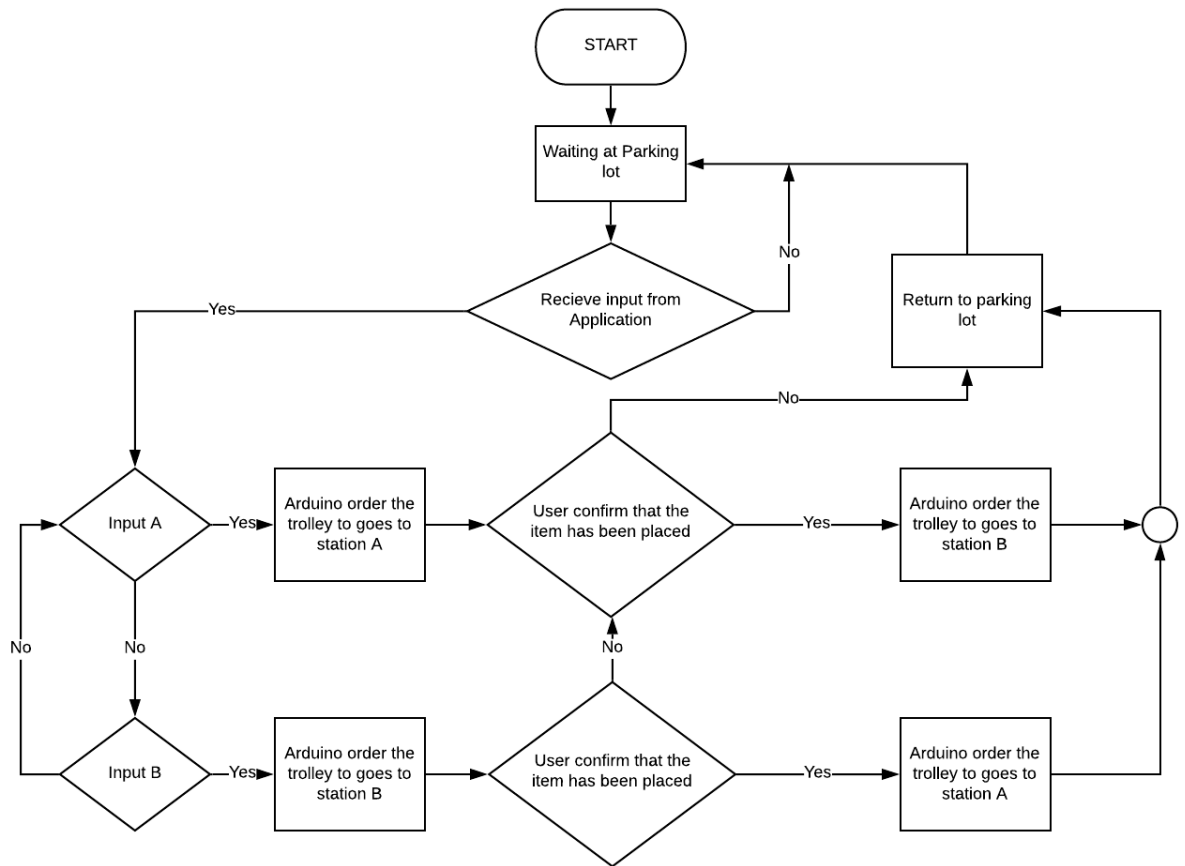 START
Waiting at Parking
lot
No
Recieve input from
Application
Yes
Return to parking
lot
No
Input A
Yes
Arduino order the
trolley to goes to
station A
User confirm that the
item has been placed
Yes
Arduino order the
trolley to goes to
station B
No
No
No
Input B
Yes
Arduino order the
trolley to goes to
station B
User confirm that the
item has been placed
Yes
Arduino order the
trolley to goes to
station A